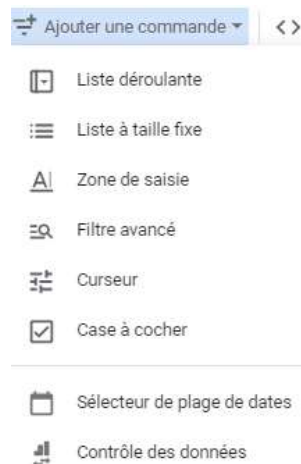 Ajouter une commande
Liste déroulante
Liste à taille fixe
Zone de saisie
Filtre avancé
Curseur
Case à cocher
Sélecteur de plage de dates
Contrôle des données